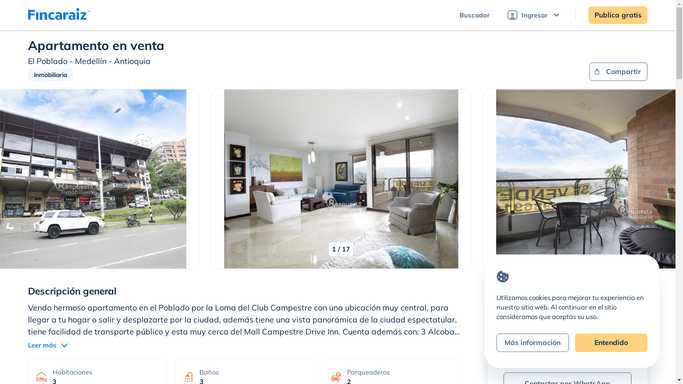 Fincaraiz
Buscador
Ingresar
Publica gratis
Apartamento en venta
El Poblado - Medellín - Antioquia
Inmobiliaria
Compartir
SE VENDE
1 / 17
Descripción general
Vendo hermoso apartamento en el Poblado por la Loma del Club Campestre con una ubicación muy central, para
llegar a tu hogar o salir y desplazarte por la ciudad, además tiene una vista panorámica de la ciudad espectacular,
tiene facilidad de transporte público y esta muy cerca del Mall Campestre Drive Inn. Cuenta además con: 3 Alcoba...
Leer más
Habitaciones
3
Baños
3
Parqueaderos
2
Utilizamos cookies para mejorar tu experiencia en
nuestro sitio web. Al continuar en el sitio
consideramos que aceptas su uso.
Más información
Entendido
Contactar por WhatsApp